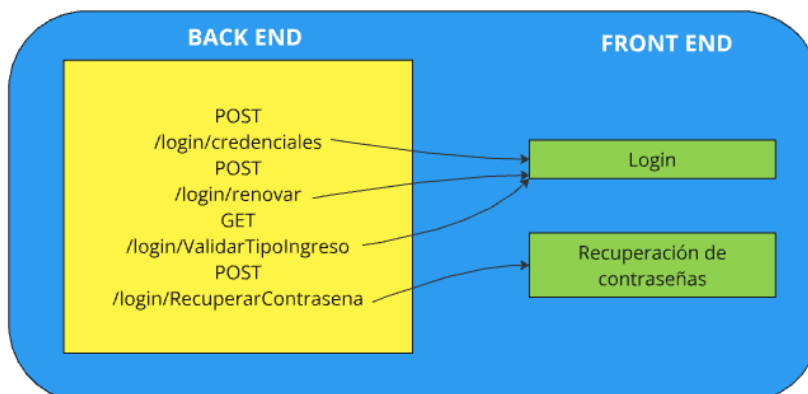 BACK END
FRONT END
POST
/login/credenciales
POST
/login/renovar
GET
/login/ValidarTipoIngreso
POST
/login/RecuperarContrasena
Login
Recuperación de
contraseñas